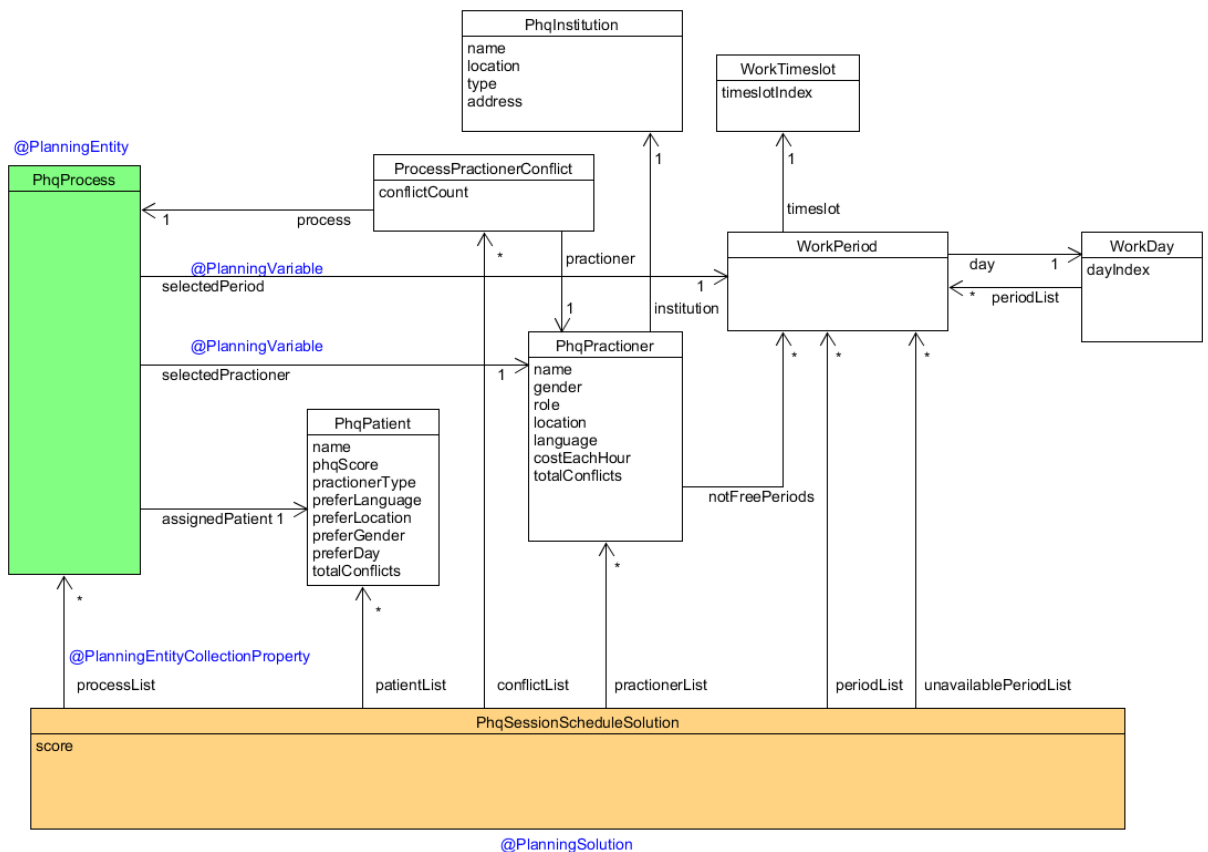 PhqInstitution
name
location
type
address
WorkTimeslot
timeslotIndex
@PlanningEntity
PhqProcess
ProcessPractionerConflict
conflictCount
1
process
1
1
timeslot
*
practioner
WorkPeriod
day
1
WorkDay
dayIndex
* periodList
@PlanningVariable
selectedPeriod
1
institution
1
@PlanningVariable
selectedPractioner
1
PhqPractioner
name
gender
role
location
language
costEachHour
totalConflicts
*
*
*
PhqPatient
name
phqScore
practionerType
preferLanguage
preferLocation
preferGender
preferDay
totalConflicts
notFreePeriods
assignedPatient 1
*
*
*
@PlanningEntityCollectionProperty
processList
patientList
conflictList
practionerList
periodList
unavailablePeriodList
PhqSessionScheduleSolution
score
@PlanningSolution